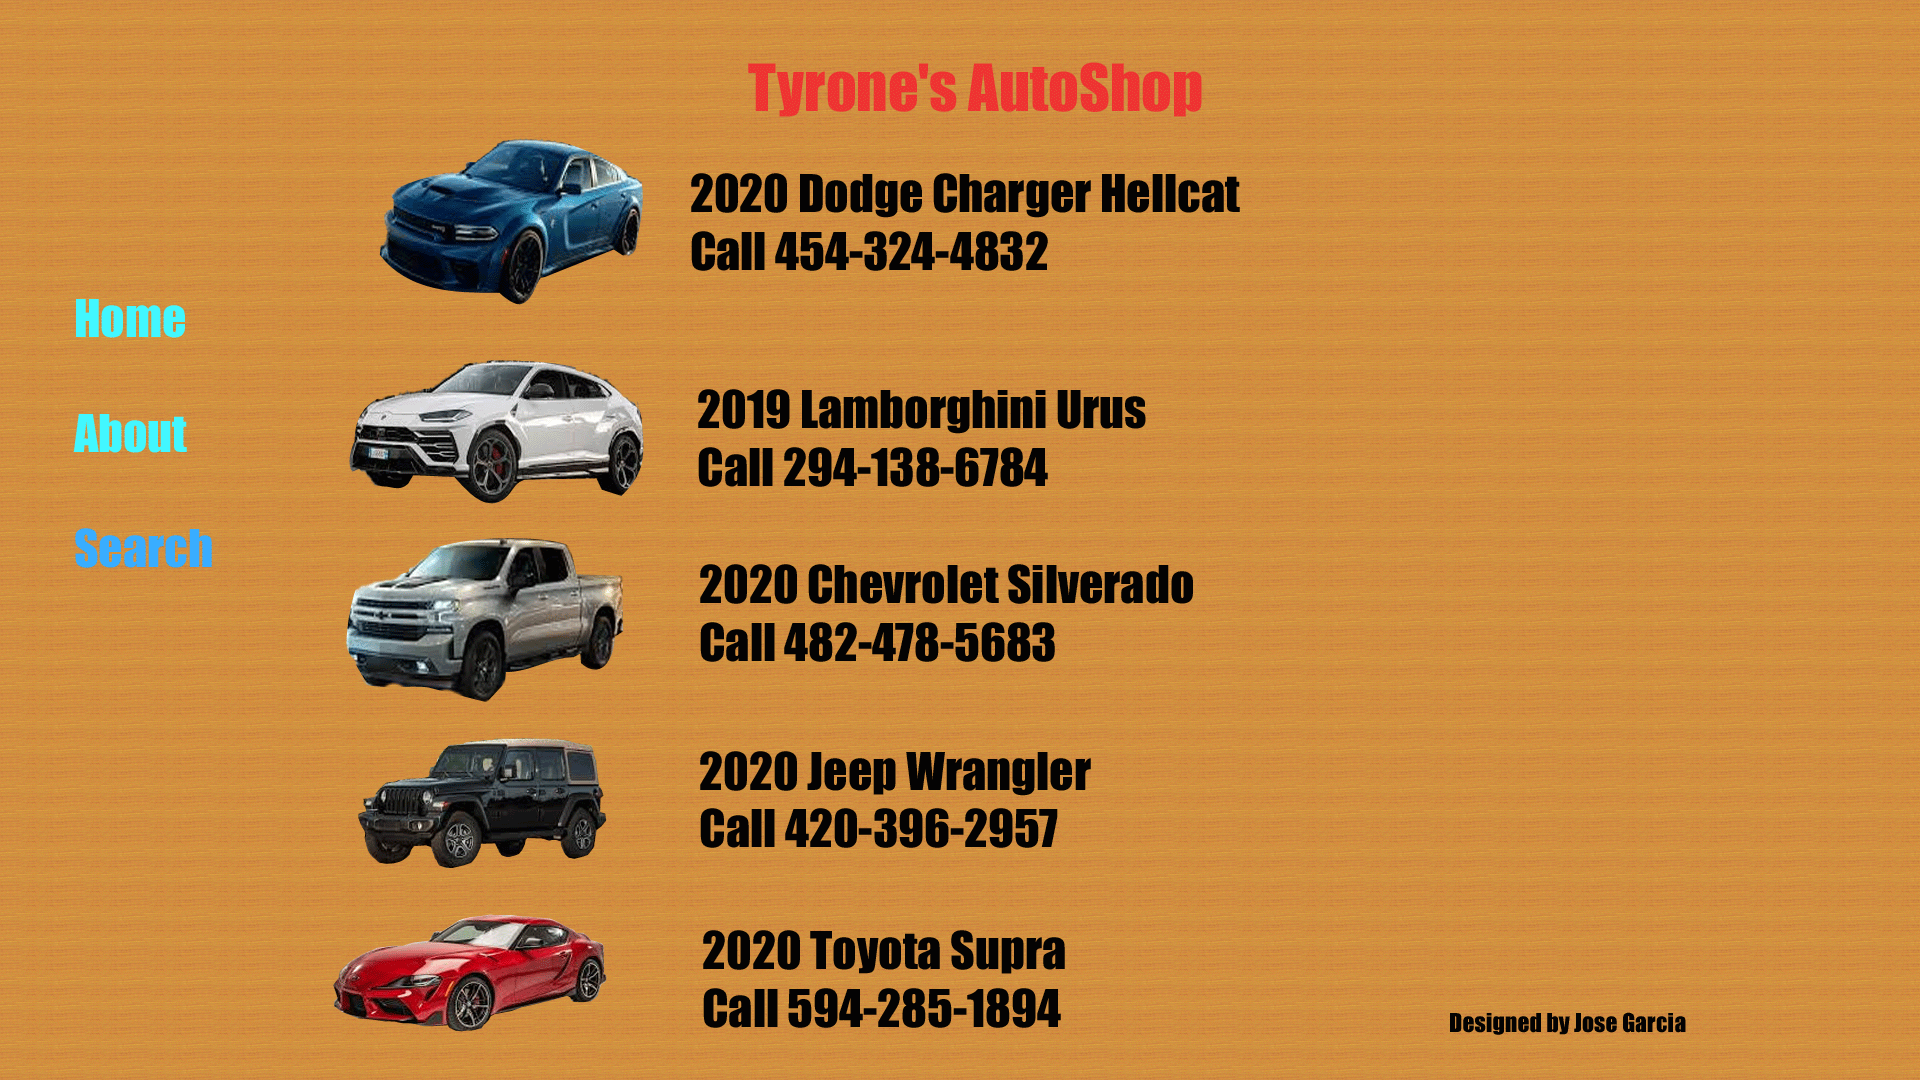 Tyrone's AutoShop
2020 Dodge Charger Hellcat
Call 454-324-4832
Home
2019 Lamborghini Urus
About
Call 294-138-6784
Search
2020 Chevrolet Silverado
Call 482-478-5683
2020 Jeep Wrangler
Call 420-396-2957
2020 Toyota Supra
Call 594-285-1894
Designed by Jose Garcia